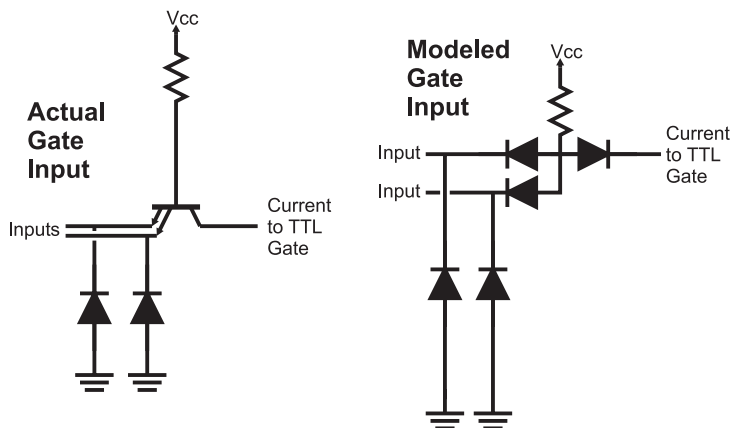 Vcc
Actual
Gate
Input
Inputs
Current
to TTL
Gate
Modeled
Gate
Input
Vcc
Input
Input
Current
to TTL
Gate